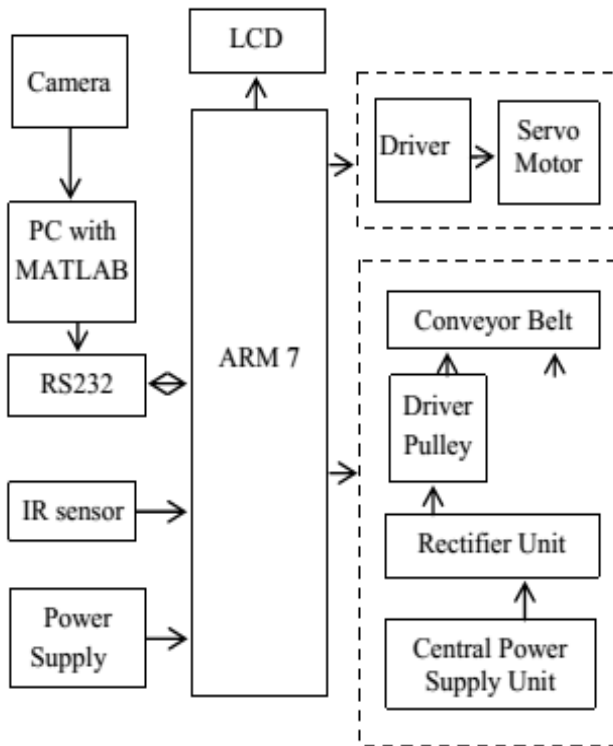 LCD
Camera
Driver
Servo
Motor
PC with
MATLAB
Conveyor Belt
ARM 7
RS232
Driver
Pulley
IR sensor
Rectifier Unit
Power
Supply
Central Power
Supply Unit